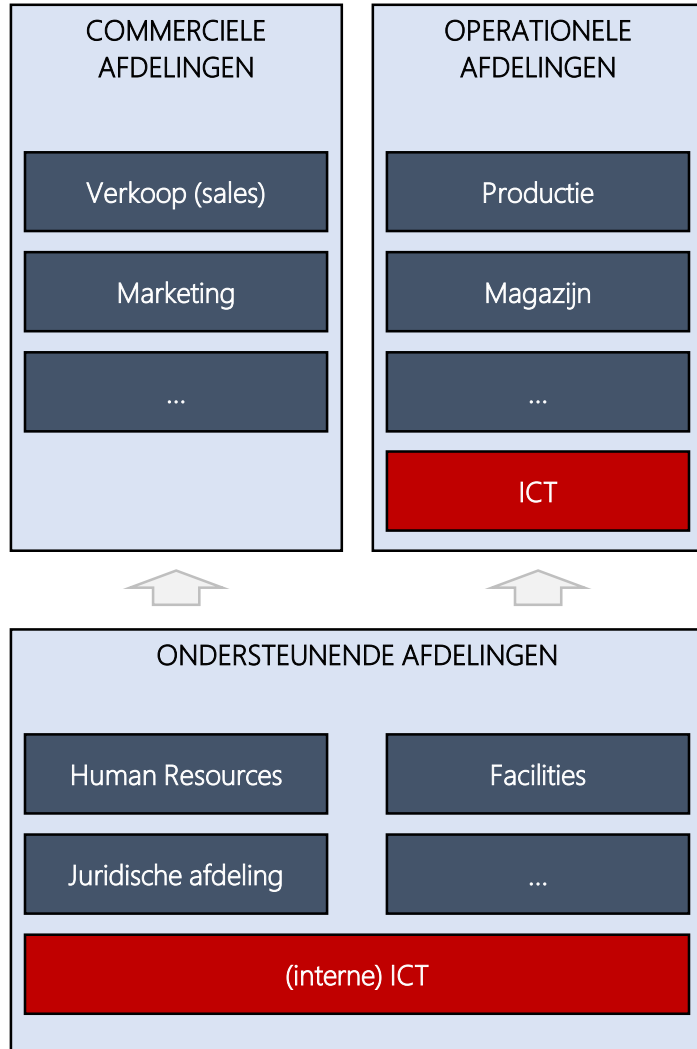 COMMERCIELE
AFDELINGEN
Verkoop (sales)
Marketing
...
OPERATIONELE
AFDELINGEN
Productie
Magazijn
...
ICT
ONDERSTEUNENDE AFDELINGEN
Human Resources
Facilities
Juridische afdeling
...
(interne) ICT